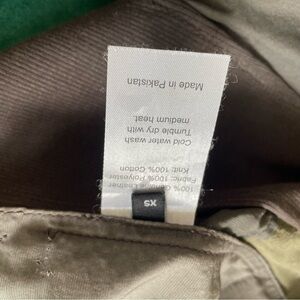 XS
100% Genuine Leather
Fabric: 100% Polyester
Knit: 100% Cotton
Cold water wash
Tumble dry with
medium heat.
Made in Pakistan